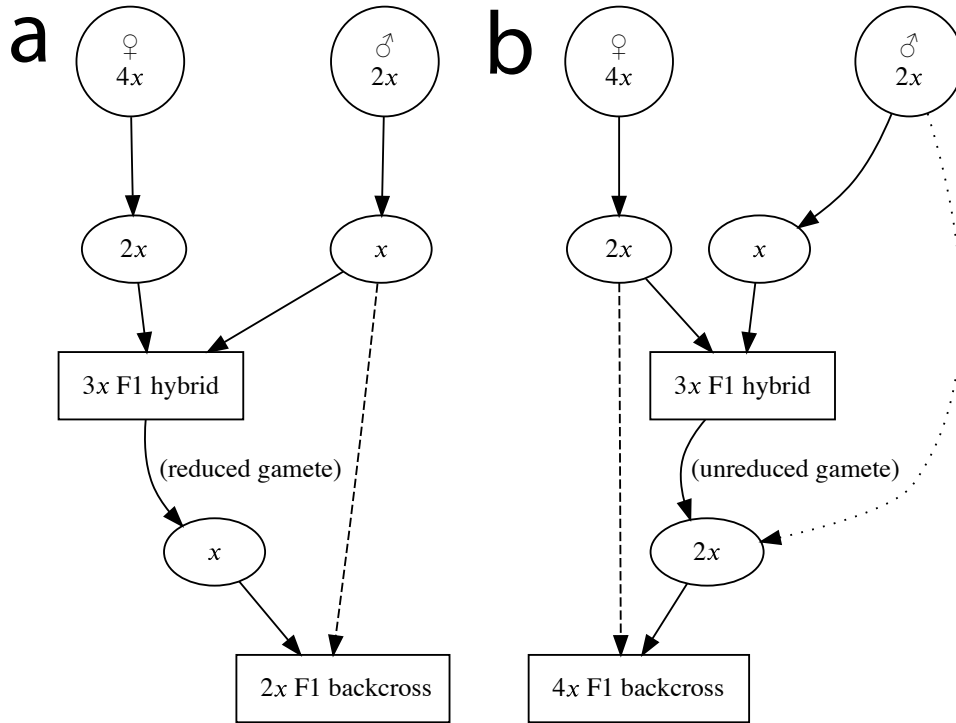 a
♀
4x
♂
2x
2x
x
3x F1 hybrid
(reduced gamete)
x
2x F1 backcross
b
♀
4x
♂
2x
2x
x
3x F1 hybrid
(unreduced gamete)
2x
4x F1 backcross